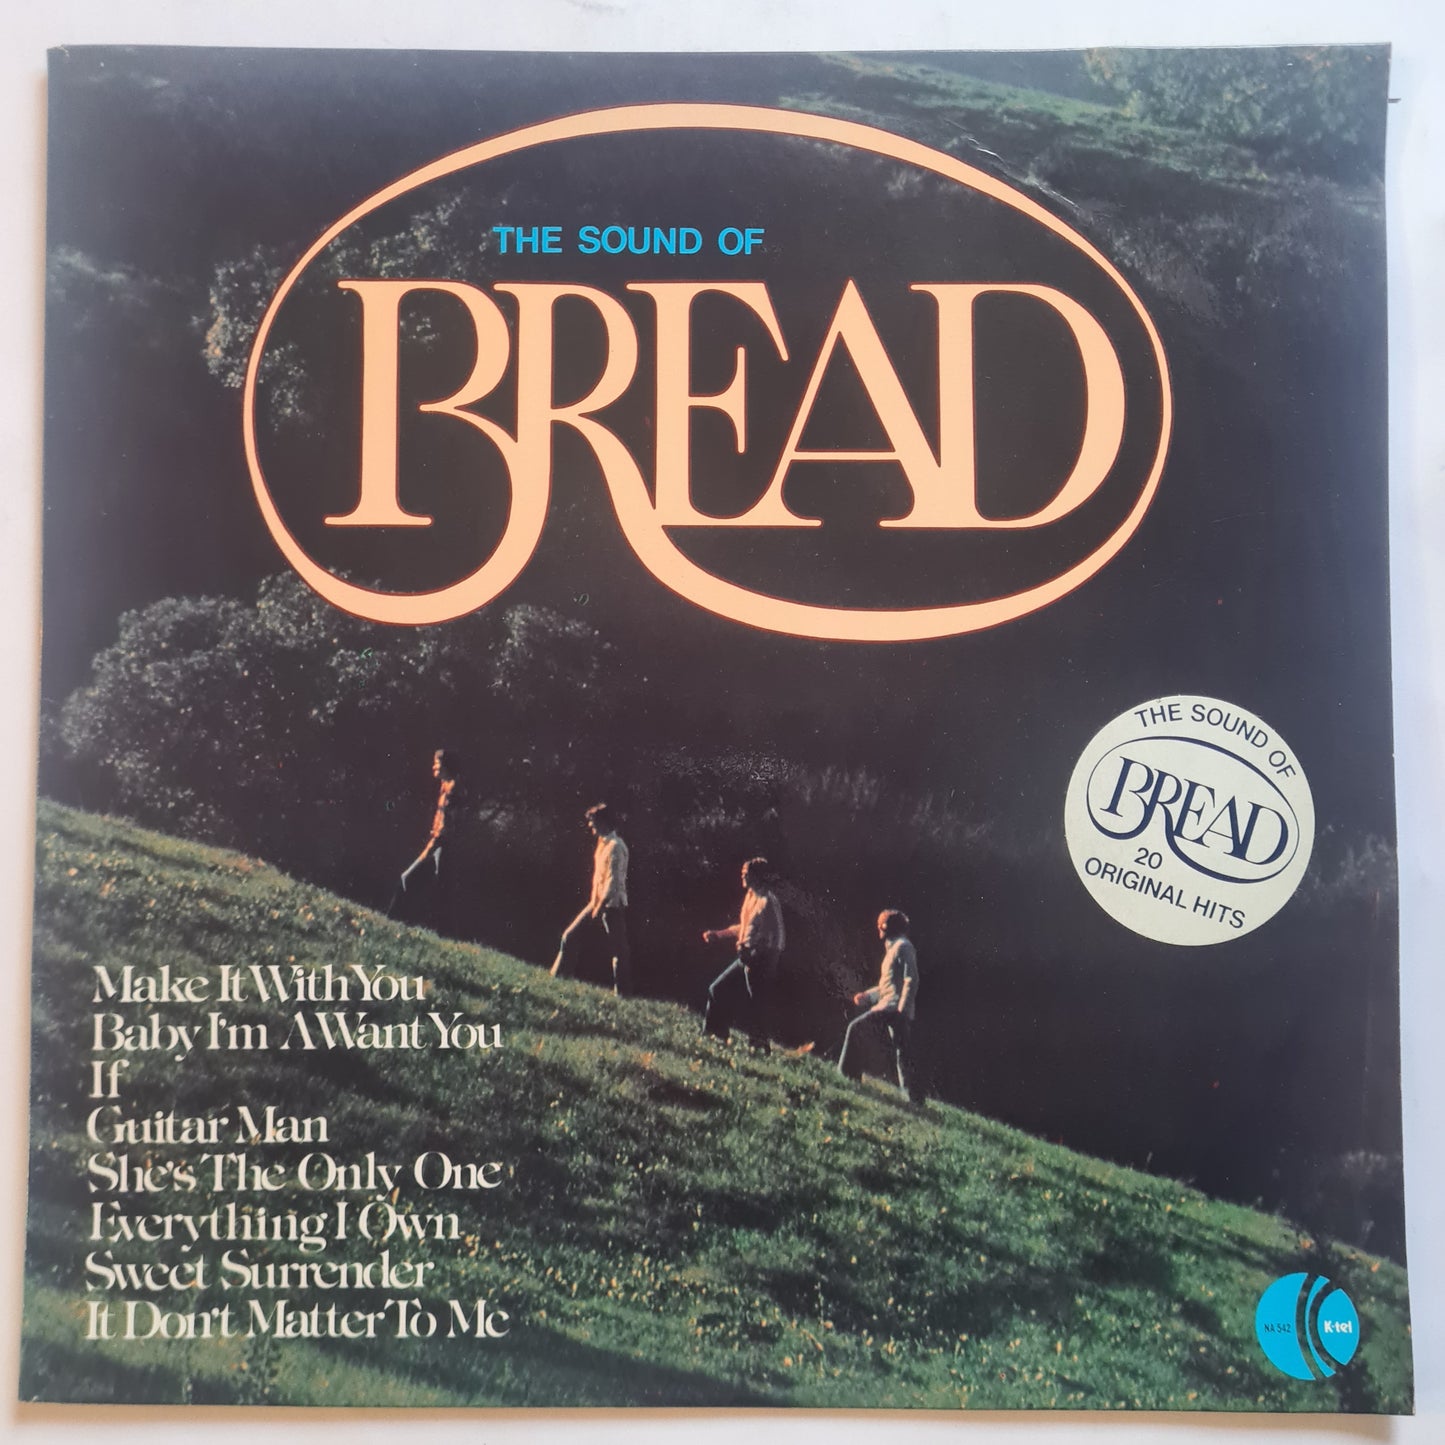 THE SOUND OF
BREAD
THE SOUND OF
BREAD
20
ORIGINAL HITS
Make It With You
Baby I'm A Want You
If
Guitar Man
She's The Only One
Everything I Own
Sweet Surrender
It Don't Matter To Me
NA 542
K-tel